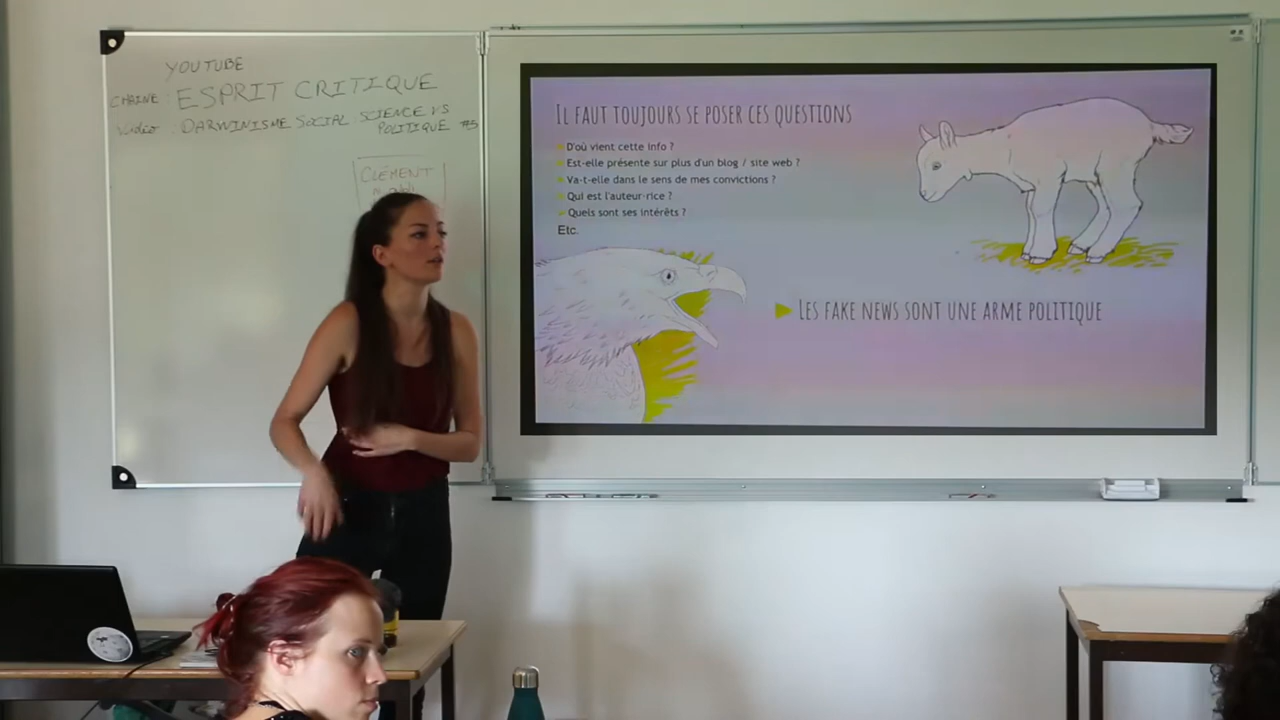 YOUTUBE
CHAINE : ESPRIT CRITIQUE
Vidéo : DARWINISME SOCIAL SCIENCE VS
POLITIQUE #5
CLÉMENT
IL FAUT TOUJOURS SE POSER CES QUESTIONS
D'où vient cette info ?
Est-elle présente sur plus d'un blog / site web ?
Va-t-elle dans le sens de mes convictions ?
Qui est l'auteur·rice ?
Quels sont ses intérêts ?
Etc.
LES FAKE NEWS SONT UNE ARME POLITIQUE